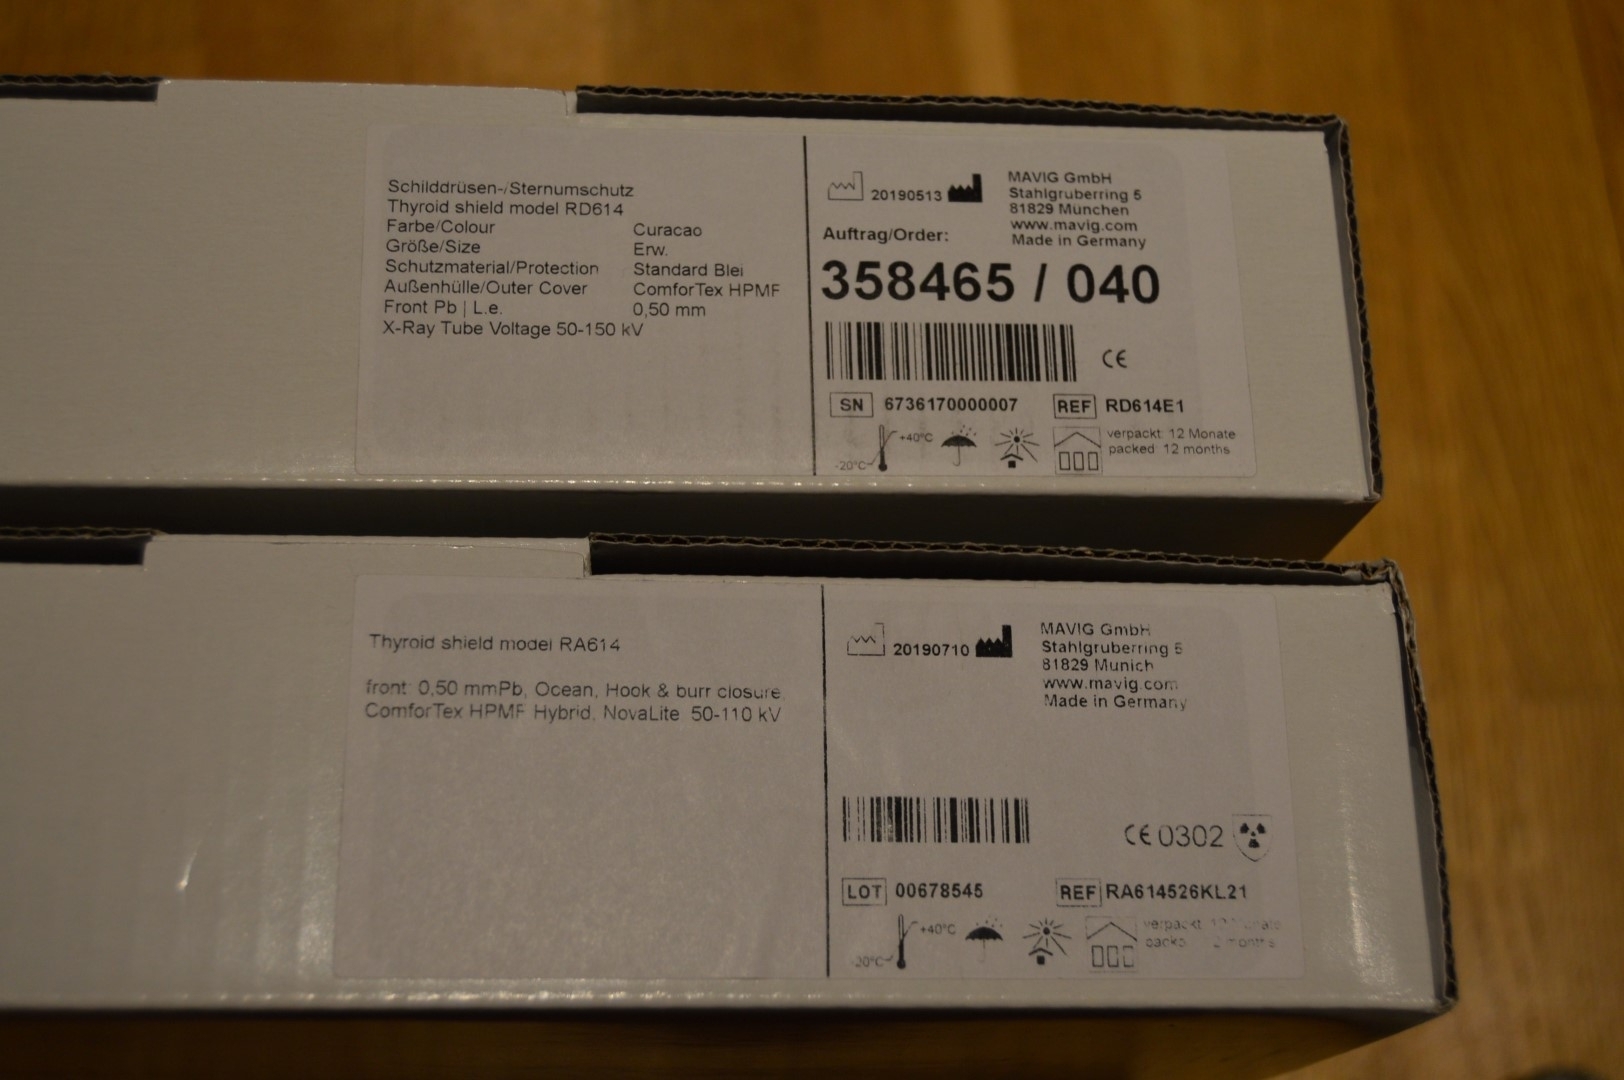 Schilddrüsen-/Sternumschutz
Thyroid shield model RD614
Farbe/Colour Curacao
Größe/Size Erw.
Schutzmaterial/Protection Standard Blei
Außenhülle/Outer Cover ComforTex HPMF
Front Pb | L.e. 0,50 mm
X-Ray Tube Voltage 50-150 kV
20190513
MAVIG GmbH
Stahlgruberring 5
81829 München
www.mavig.com
Made in Germany
Auftrag/Order:
358465 / 040
CE
SN 6736170000007 REF RD614E1
+40°C
-20°C
verpackt: 12 Monate
packed: 12 months
Thyroid shield model RA614
front: 0,50 mmPb, Ocean, Hook & burr closure,
ComforTex HPMF Hybrid, NovaLite 50-110 kV
20190710
MAVIG GmbH
Stahlgruberring 5
81829 Munich
www.mavig.com
Made in Germany
CE 0302
LOT 00678545 REF RA614526KL21
+40°C
-20°C
verpackt
months